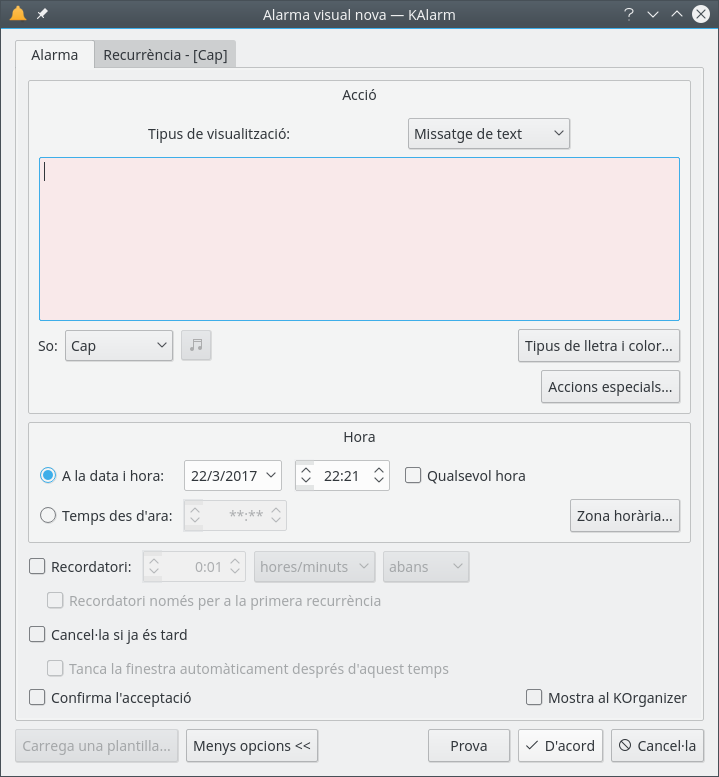 Alarma visual nova — KAlarm
Alarma
Recurrència - [Cap]
Acció
Tipus de visualització:
Missatge de text
So:
Cap
Tipus de lletra i color...
Accions especials...
Hora
A la data i hora:
22/3/2017
22:21
Qualsevol hora
Temps des d'ara:
**:**
Zona horària...
Recordatori:
0:01
hores/minuts
abans
Recordatori només per a la primera recurrència
Cancel·la si ja és tard
Tanca la finestra automàticament després d'aquest temps
Confirma l'acceptació
Mostra al KOrganizer
Carrega una plantilla...
Menys opcions <<
Prova
D'acord
Cancel·la